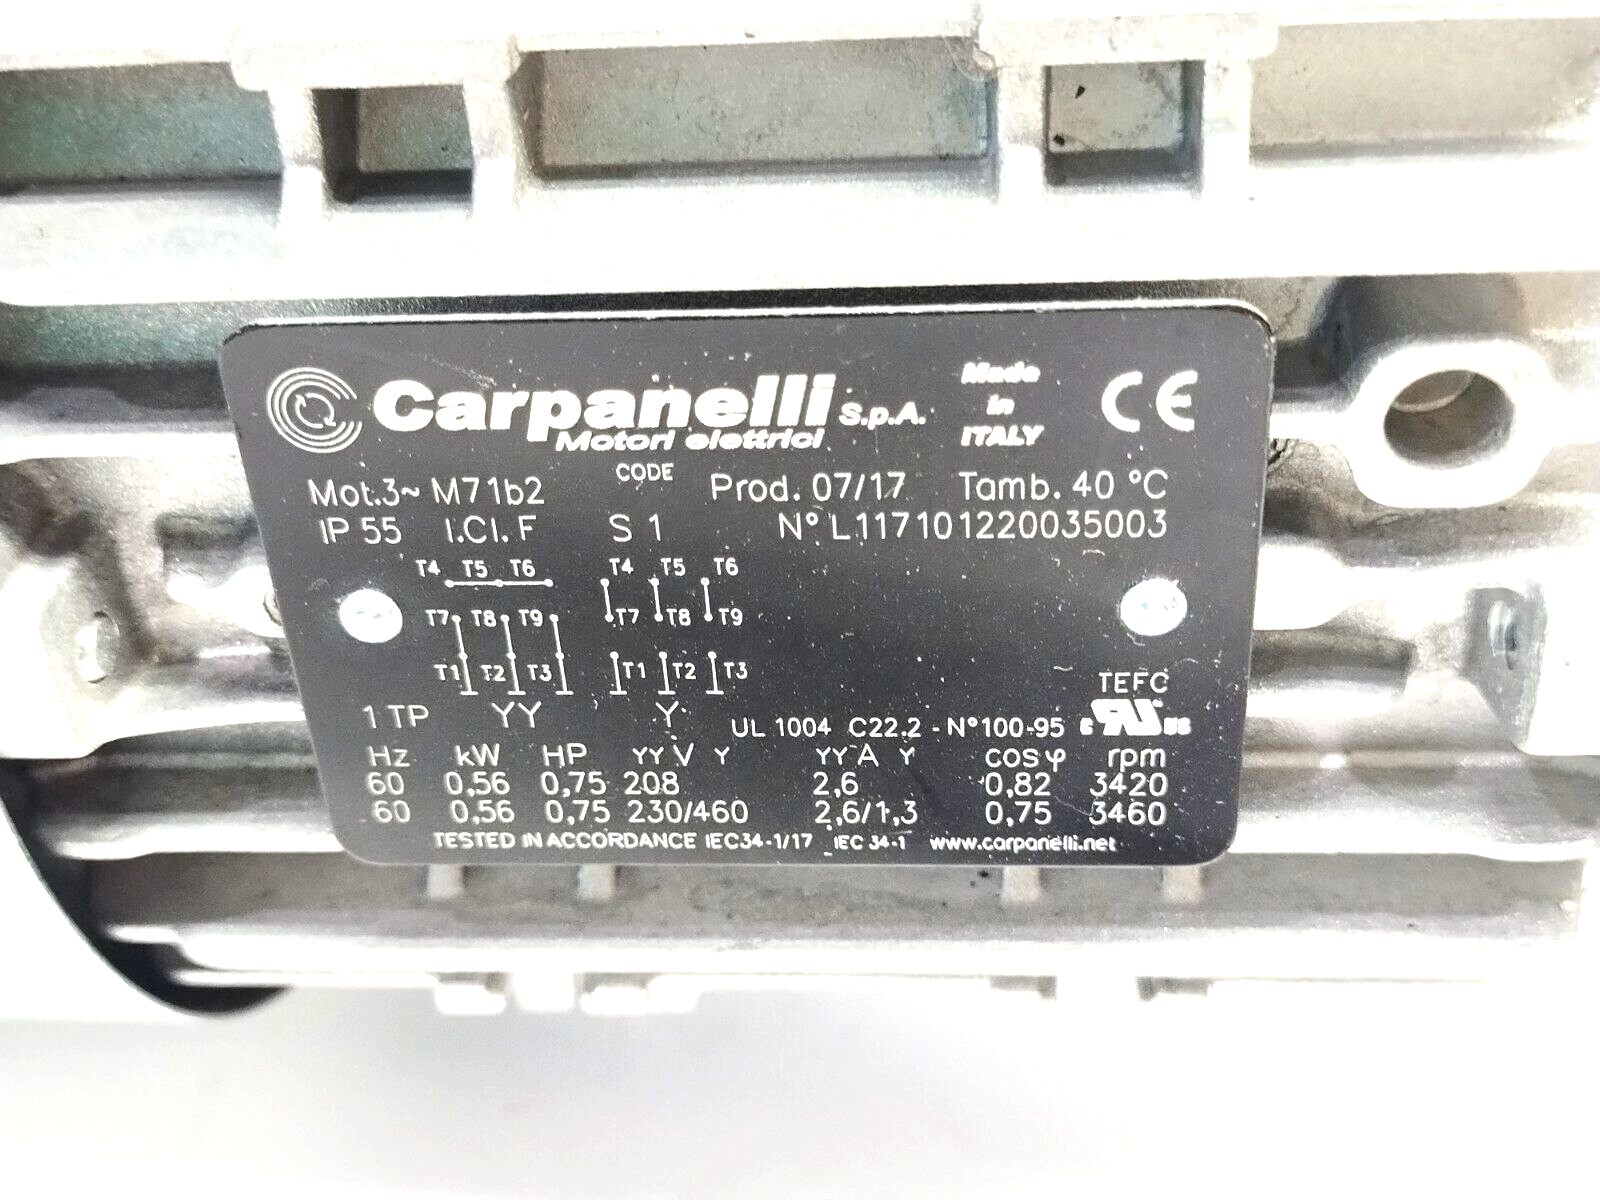 Carpanelli S.p.A.
Motori elettrici
Made
in
ITALY
CE
CODE
Mot.3~ M71b2 Prod. 07/17 Tamb. 40 °C
IP 55 I.Cl. F S 1 N° L117101220035003
T4 T5 T6 T4 T5 T6
T7 T8 T9 T7 T8 T9
T1 T2 T3 T1 T2 T3
TEFC
1 TP YY Y UL 1004 C22.2 - N°100-95 c RU us
Hz kW HP YY V Y YY A Y cos φ rpm
60 0,56 0,75 208 2,6 0,82 3420
60 0,56 0,75 230/460 2,6/1,3 0,75 3460
TESTED IN ACCORDANCE IEC34-1/17 IEC 34-1 www.carpanelli.net